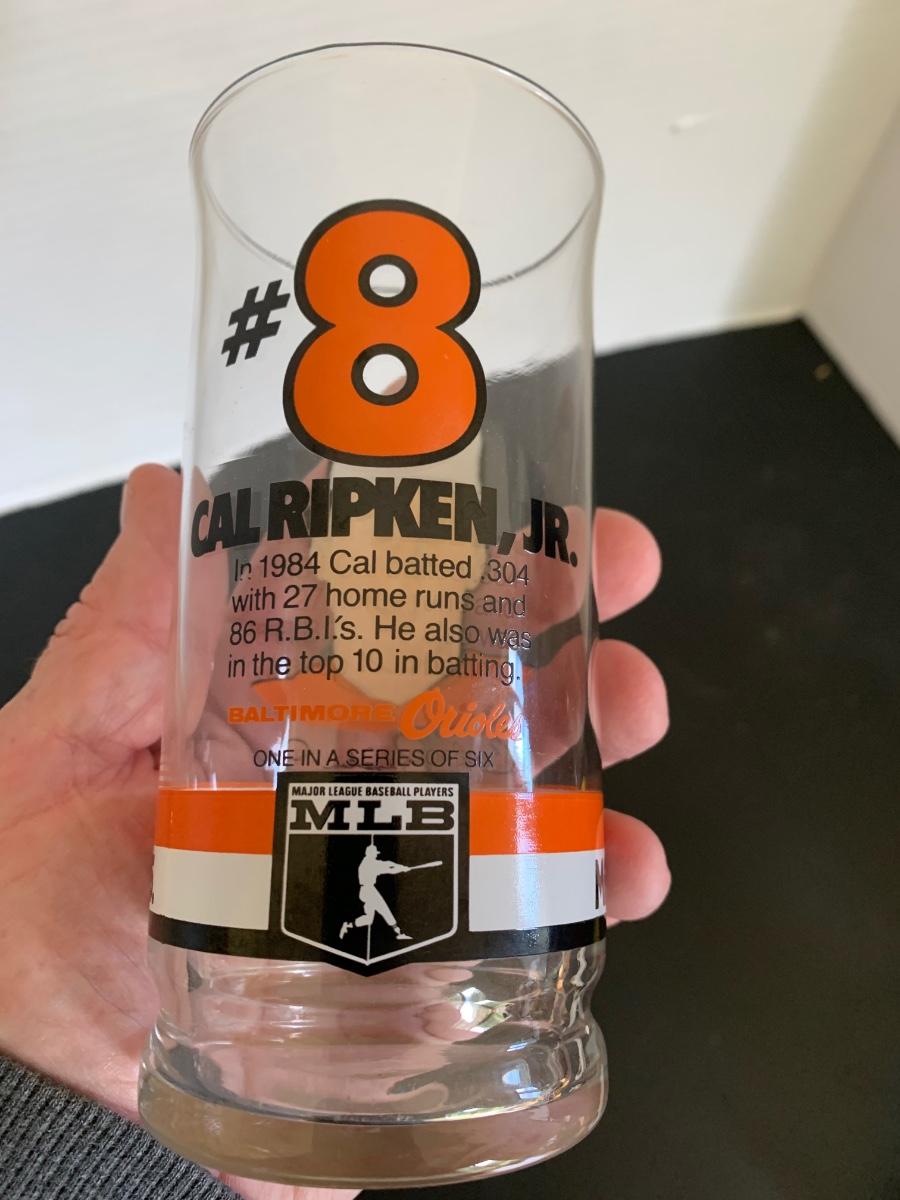 #8
CAL RIPKEN, JR.
In 1984 Cal batted .304
with 27 home runs and
86 R.B.I.'s. He also was
in the top 10 in batting.
BALTIMORE Orioles
ONE IN A SERIES OF SIX
MAJOR LEAGUE BASEBALL PLAYERS
MLB